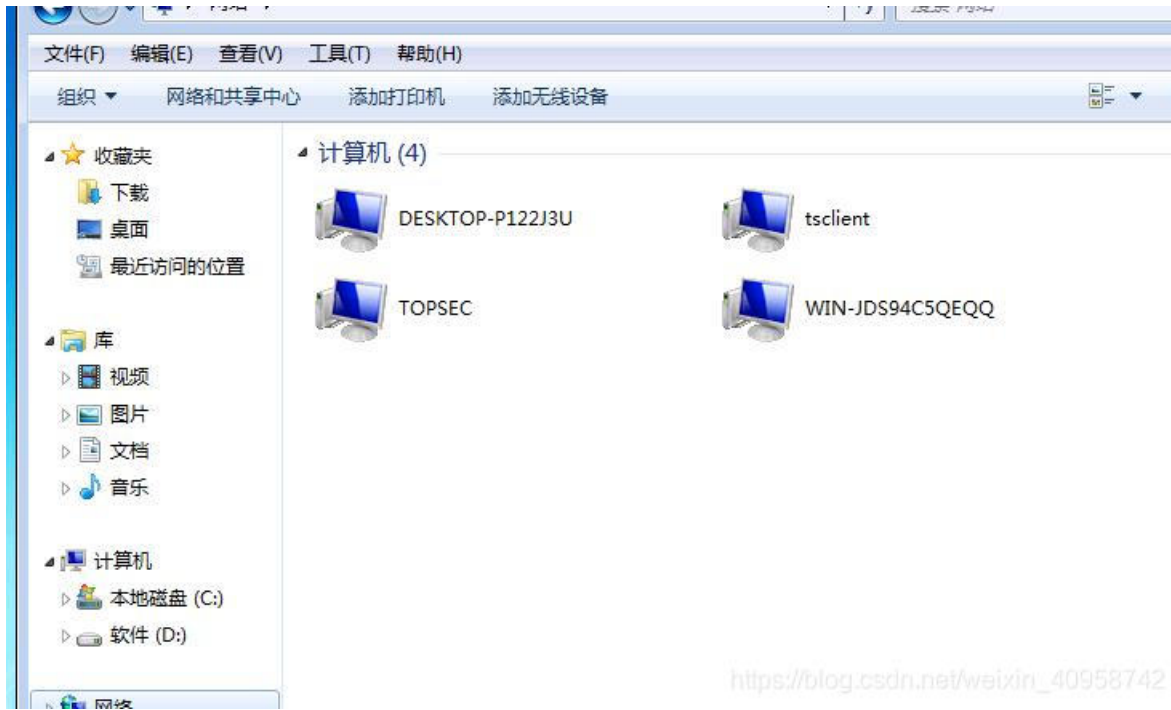 文件(F) 编辑(E) 查看(V) 工具(T) 帮助(H)
组织 网络和共享中心 添加打印机 添加无线设备
收藏夹
下载
桌面
最近访问的位置
库
视频
图片
文档
音乐
计算机
本地磁盘 (C:)
软件 (D:)
网络
计算机 (4)
DESKTOP-P122J3U
tsclient
TOPSEC
WIN-JDS94C5QEQQ
https://blog.csdn.net/weixin_40958742